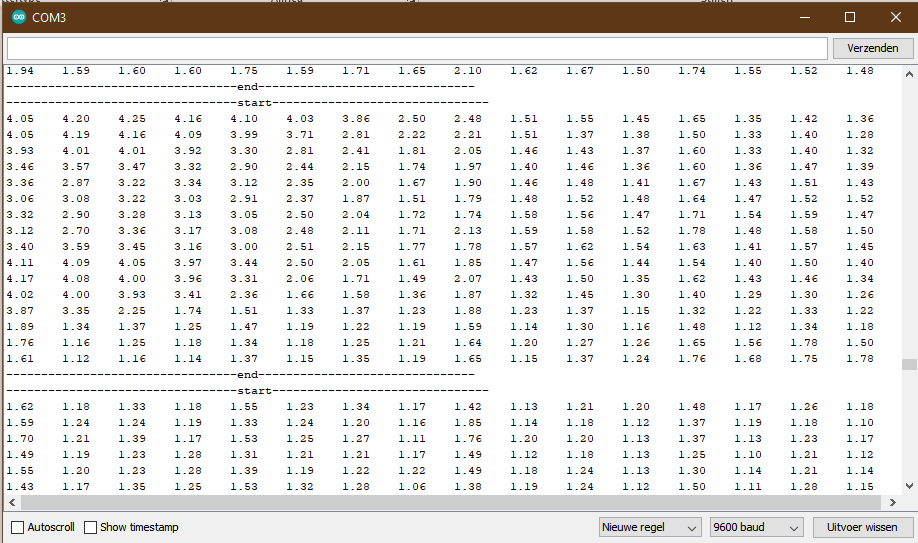 COM3
Verzenden
1.94 1.59 1.60 1.60 1.75 1.59 1.71 1.65 2.10 1.62 1.67 1.50 1.74 1.55 1.52 1.48
---------------------------------end-------------------------------
---------------------------------start-------------------------------
4.05 4.20 4.25 4.16 4.10 4.03 3.86 2.50 2.48 1.51 1.55 1.45 1.65 1.35 1.42 1.36
4.05 4.19 4.16 4.09 3.99 3.71 2.81 2.22 2.21 1.51 1.37 1.38 1.50 1.33 1.40 1.28
3.93 4.01 4.01 3.92 3.30 2.81 2.41 1.81 2.05 1.46 1.43 1.37 1.60 1.33 1.40 1.32
3.46 3.57 3.47 3.32 2.90 2.44 2.15 1.74 1.97 1.40 1.46 1.36 1.60 1.36 1.47 1.39
3.36 2.87 3.22 3.34 3.12 2.35 2.00 1.67 1.90 1.46 1.48 1.41 1.67 1.43 1.51 1.43
3.06 3.08 3.22 3.03 2.91 2.37 1.87 1.51 1.79 1.48 1.52 1.48 1.64 1.47 1.52 1.52
3.32 2.90 3.28 3.13 3.05 2.50 2.04 1.72 1.74 1.58 1.56 1.47 1.71 1.54 1.59 1.47
3.12 2.70 3.36 3.17 3.08 2.48 2.11 1.71 2.13 1.59 1.58 1.52 1.78 1.48 1.58 1.50
3.40 3.59 3.45 3.16 3.00 2.51 2.15 1.77 1.78 1.57 1.62 1.54 1.63 1.41 1.57 1.45
4.11 4.09 4.05 3.97 3.44 2.50 2.05 1.61 1.85 1.47 1.56 1.44 1.54 1.40 1.50 1.40
4.17 4.08 4.00 3.96 3.31 2.06 1.71 1.49 2.07 1.43 1.50 1.35 1.62 1.43 1.46 1.34
4.02 4.00 3.93 3.41 2.36 1.66 1.58 1.36 1.87 1.32 1.45 1.30 1.40 1.29 1.30 1.26
3.87 3.35 2.25 1.74 1.51 1.33 1.37 1.23 1.88 1.23 1.37 1.15 1.32 1.22 1.33 1.22
1.89 1.34 1.37 1.25 1.47 1.19 1.22 1.19 1.59 1.14 1.30 1.16 1.48 1.12 1.34 1.18
1.76 1.16 1.25 1.18 1.34 1.18 1.25 1.21 1.64 1.20 1.27 1.26 1.65 1.56 1.78 1.50
1.61 1.12 1.16 1.14 1.37 1.15 1.35 1.19 1.65 1.15 1.37 1.24 1.76 1.68 1.75 1.78
---------------------------------end-------------------------------
---------------------------------start-------------------------------
1.62 1.18 1.33 1.18 1.55 1.23 1.34 1.17 1.42 1.13 1.21 1.20 1.48 1.17 1.26 1.18
1.59 1.24 1.24 1.19 1.33 1.24 1.20 1.16 1.85 1.14 1.18 1.12 1.37 1.19 1.18 1.10
1.70 1.21 1.39 1.17 1.53 1.25 1.27 1.11 1.76 1.20 1.20 1.13 1.37 1.13 1.23 1.17
1.49 1.19 1.23 1.28 1.31 1.21 1.21 1.17 1.49 1.12 1.18 1.13 1.25 1.10 1.21 1.12
1.55 1.20 1.23 1.28 1.39 1.19 1.22 1.22 1.49 1.18 1.24 1.13 1.30 1.14 1.21 1.14
1.43 1.17 1.35 1.25 1.53 1.32 1.28 1.06 1.38 1.19 1.24 1.12 1.50 1.11 1.28 1.15
Autoscroll Show timestamp Nieuwe regel 9600 baud Uitvoer wissen